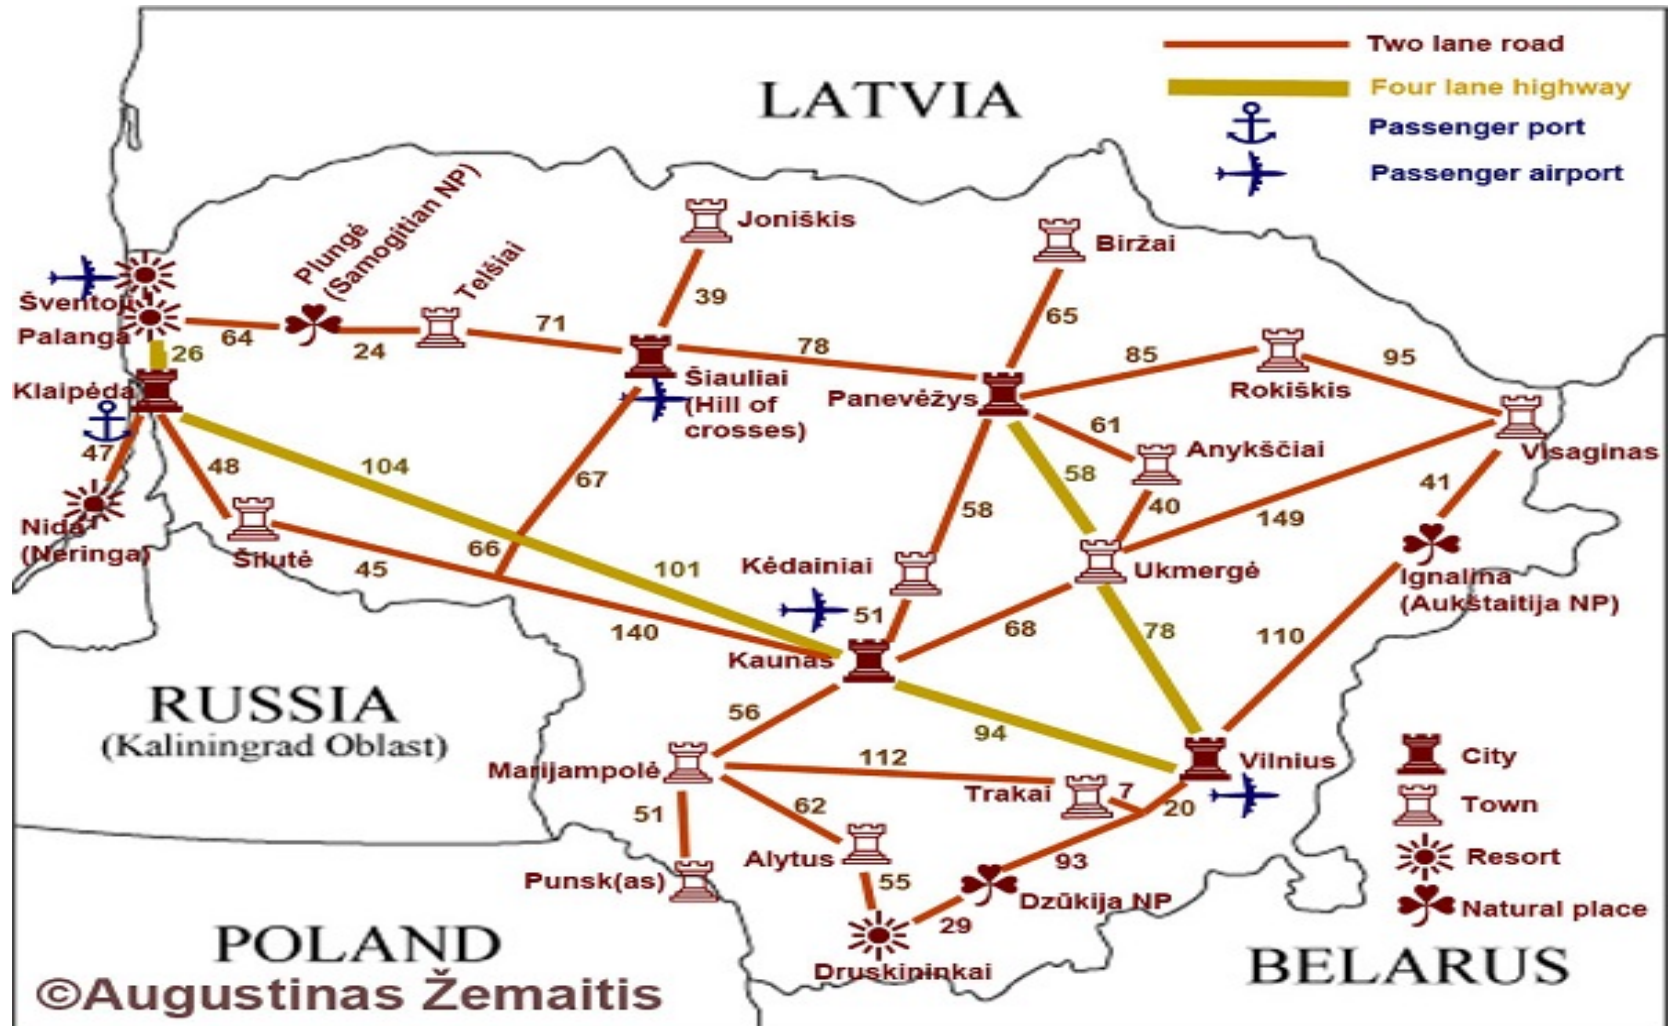 Two lane road
Four lane highway
LATVIA
Passenger port
Passenger airport
Plungė
(Samogitian NP)
Telšiai
Joniškis
Biržai
39
65
Palanga
64
24
71
78
85
95
26
Klaipėda
Šiauliai
(Hill of
crosses)
Panevėžys
Rokiškis
61
Anykščiai
Visaginas
47
48
104
67
58
41
58
40
149
Nida
(Neringa)
Šilutė
45
66
101
Kėdainiai
Ukmergė
Ignalina
(Aukštaitija NP)
51
140
68
78
110
Kaunas
RUSSIA
(Kaliningrad Oblast)
56
94
Marijampolė
112
Trakai
7
20
Vilnius
City
51
62
Town
Alytus
93
Resort
Punsk(as)
55
Dzūkija NP
29
Natural place
POLAND
Druskininkai
BELARUS
©Augustinas Žemaitis